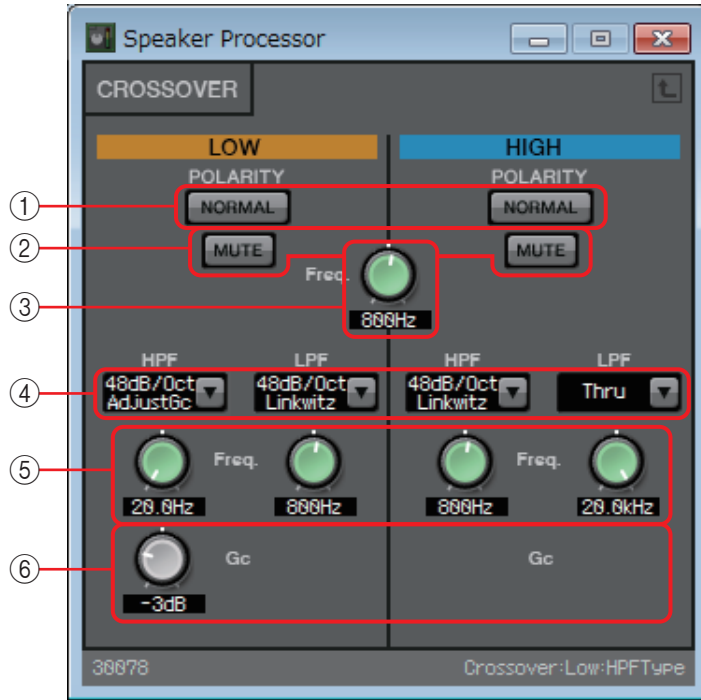 Speaker Processor
CROSSOVER
LOW HIGH
POLARITY POLARITY
① NORMAL NORMAL
② MUTE MUTE
Freq.
③ 800Hz
HPF LPF HPF LPF
④ 48dB/Oct AdjustGc 48dB/Oct Linkwitz 48dB/Oct Linkwitz Thru
⑤ Freq. Freq.
20.0Hz 800Hz 800Hz 20.0kHz
⑥ Gc Gc
-3dB
30078 Crossover:Low:HPFType